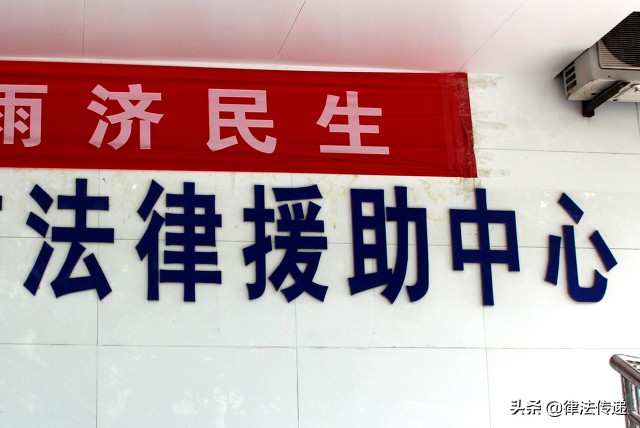 雨济民生
法律援助中心
头条 @律法传递